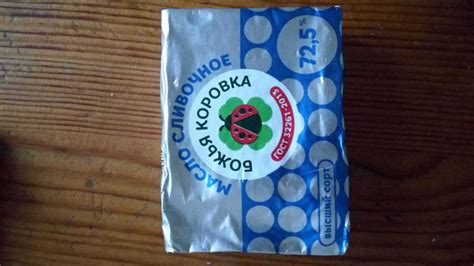 МАСЛО СЛИВОЧНОЕ
72,5%
БОЖЬЯ КОРОВКА
ГОСТ 32261-2013
ВЫСШИЙ СОРТ